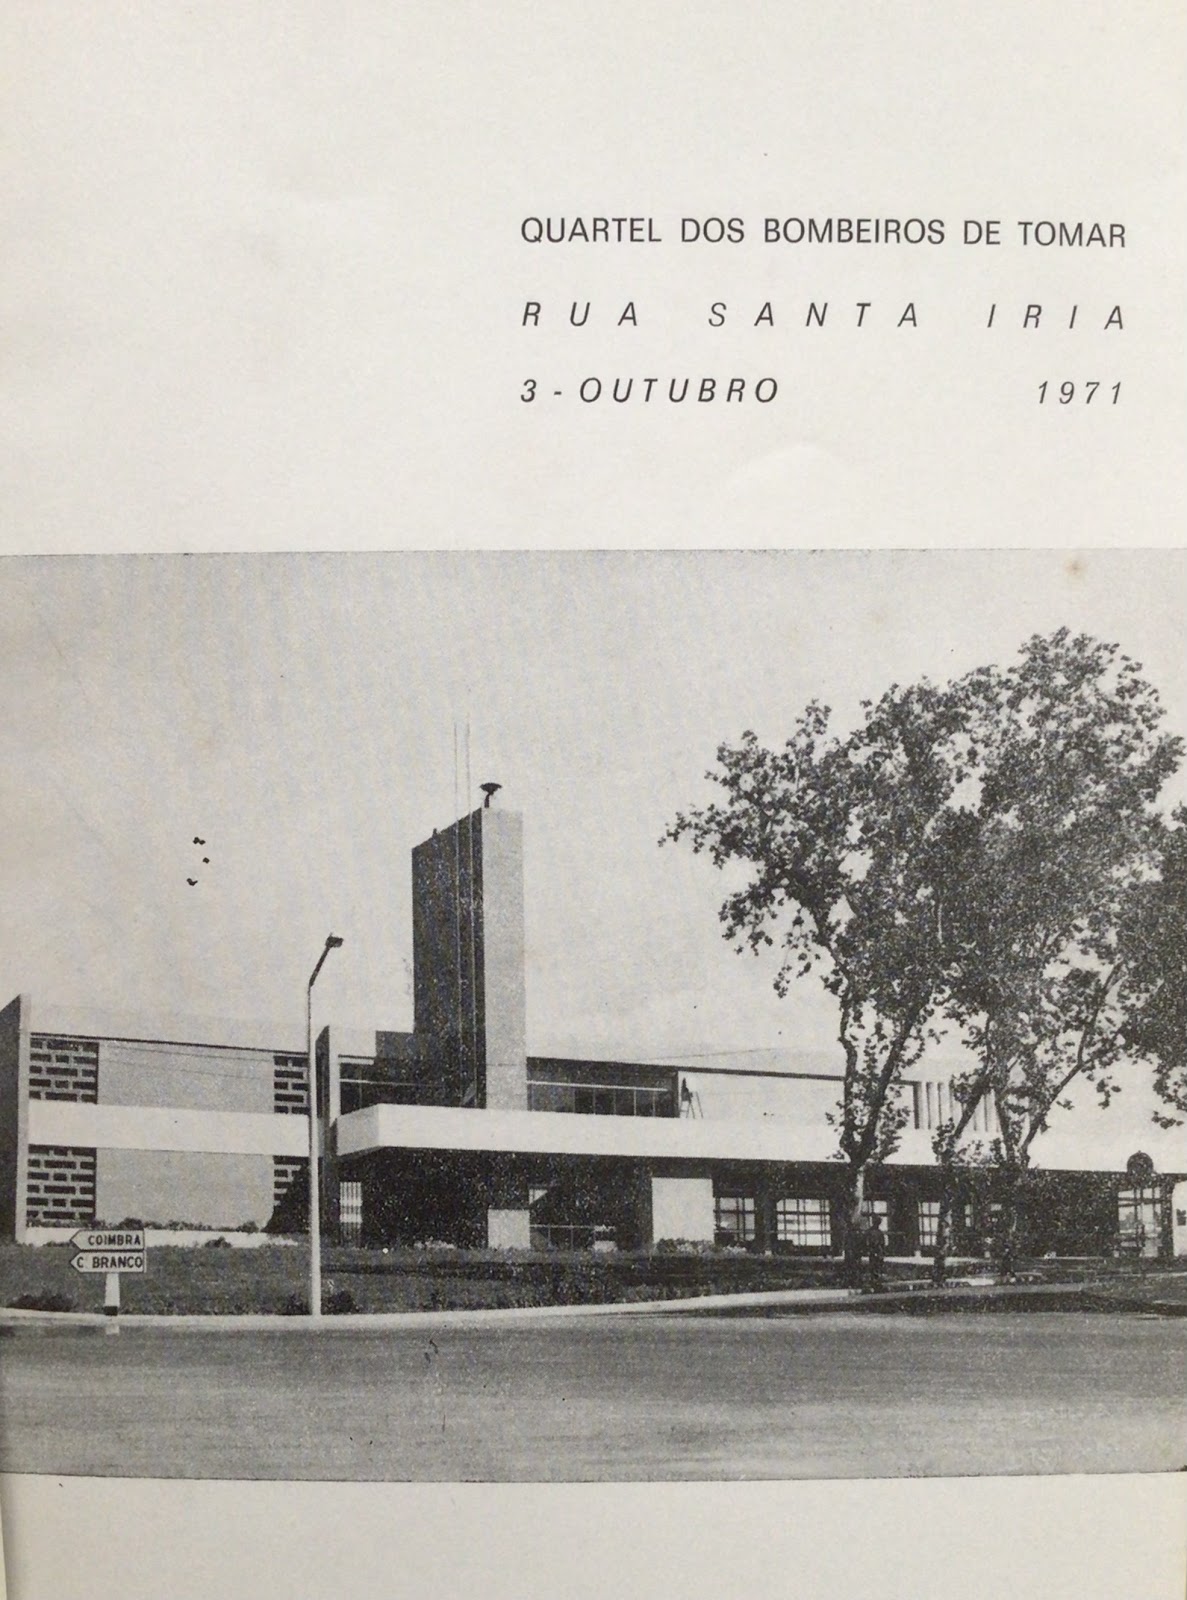 QUARTEL DOS BOMBEIROS DE TOMAR
RUA SANTA IRIA
3-OUTUBRO 1971
COIMBRA
C. BRANCO